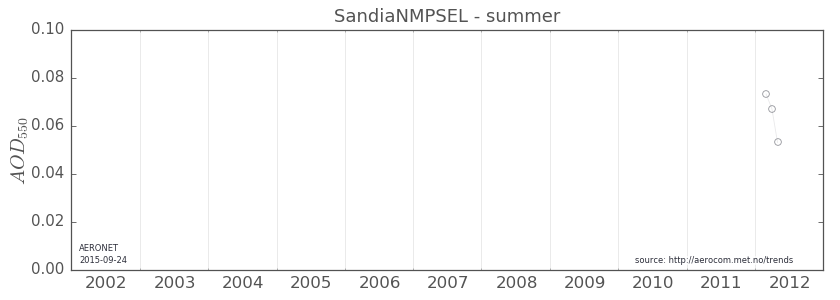 SandiaNMPSEL - summer
0.10
0.08
0.06
0.04
0.02
0.00
AOD550
AERONET
2015-09-24
source: http://aerocom.met.no/trends
2002 2003 2004 2005 2006 2007 2008 2009 2010 2011 2012